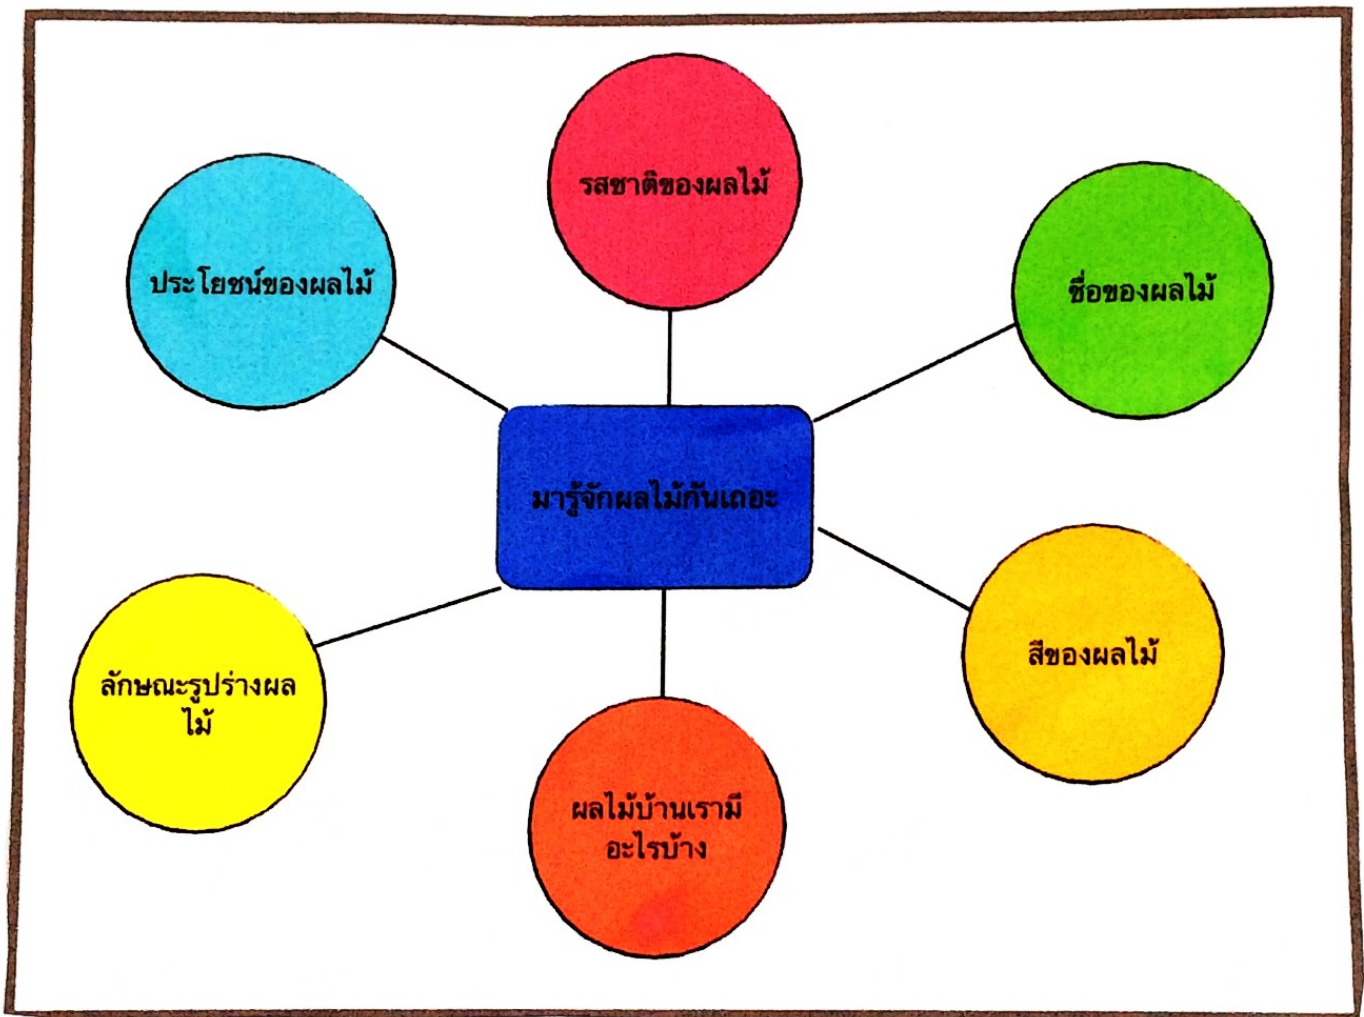 รสชาติของผลไม้
ประโยชน์ของผลไม้
ชื่อของผลไม้
มารู้จักผลไม้กันเถอะ
สีของผลไม้
ลักษณะรูปร่างผล
ไม้
ผลไม้บ้านเรามี
อะไรบ้าง